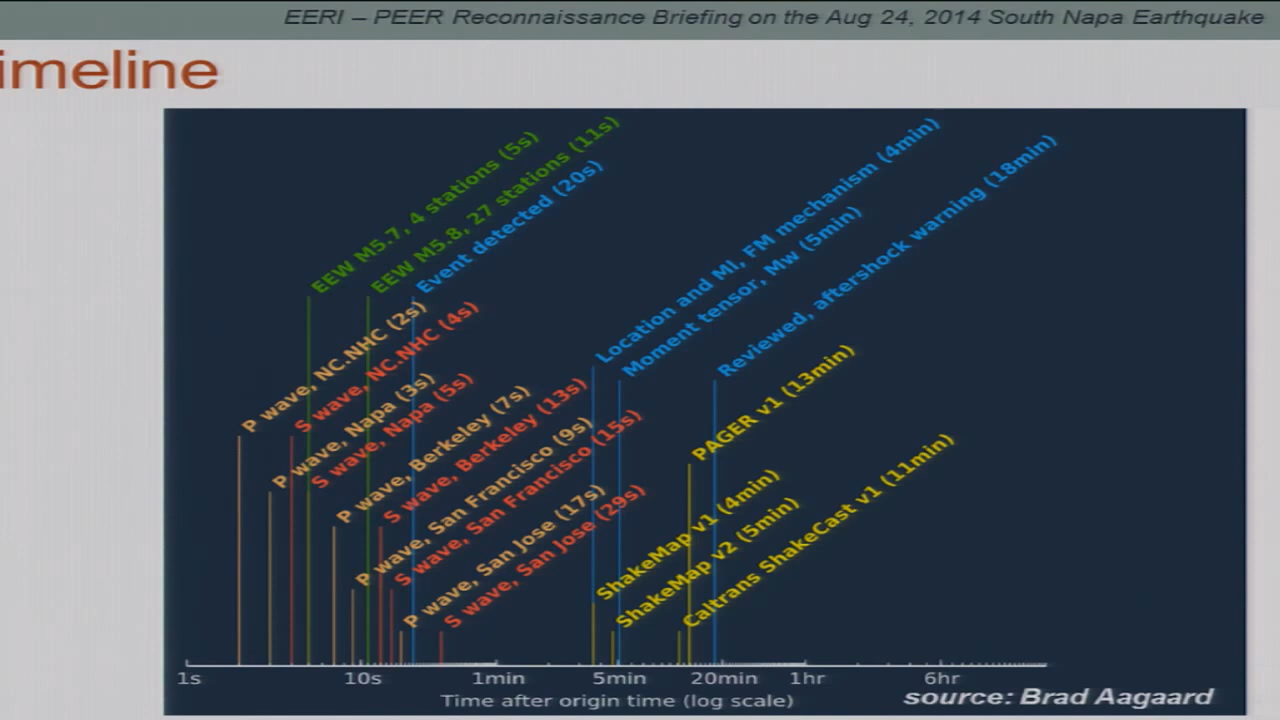 EERI – PEER Reconnaissance Briefing on the Aug 24, 2014 South Napa Earthquake
imeline
EEW M5.7, 4 stations (5s)
EEW M5.8, 27 stations (11s)
Event detected (20s)
Location and Ml, FM mechanism (4min)
Moment tensor, Mw (5min)
Reviewed, aftershock warning (18min)
P wave, NC.NHC (2s)
S wave, NC.NHC (4s)
P wave, Napa (3s)
S wave, Napa (5s)
P wave, Berkeley (7s)
S wave, Berkeley (13s)
P wave, San Francisco (9s)
S wave, San Francisco (15s)
P wave, San Jose (17s)
S wave, San Jose (29s)
PAGER v1 (13min)
ShakeMap v1 (4min)
ShakeMap v2 (5min)
Caltrans ShakeCast v1 (11min)
1s 10s 1min 5min 20min 1hr 6hr
Time after origin time (log scale)
source: Brad Aagaard